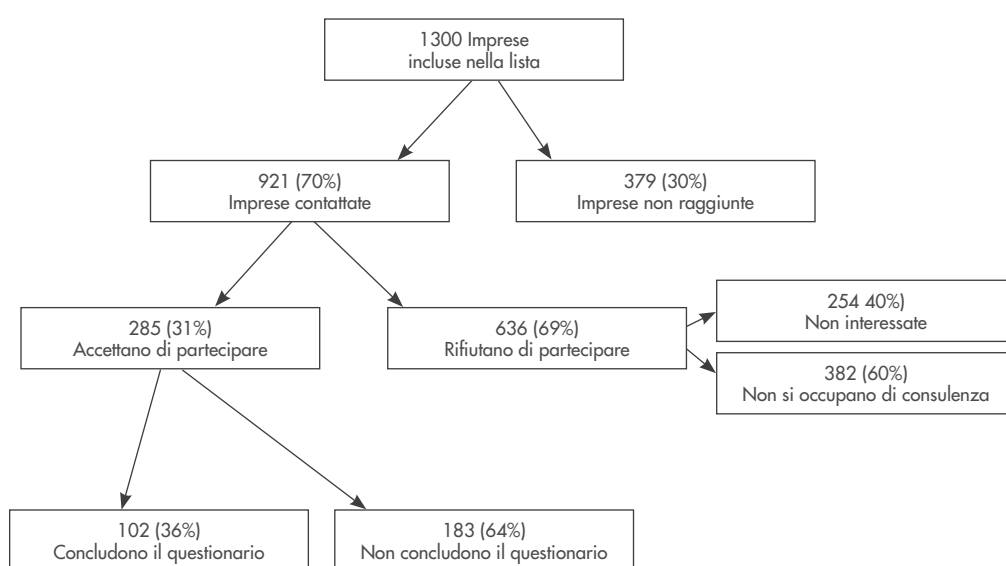 1300 Imprese
incluse nella lista
921 (70%)
Imprese contattate
379 (30%)
Imprese non raggiunte
285 (31%)
Accettano di partecipare
636 (69%)
Rifiutano di partecipare
254 40%)
Non interessate
382 (60%)
Non si occupano di consulenza
102 (36%)
Concludono il questionario
183 (64%)
Non concludono il questionario